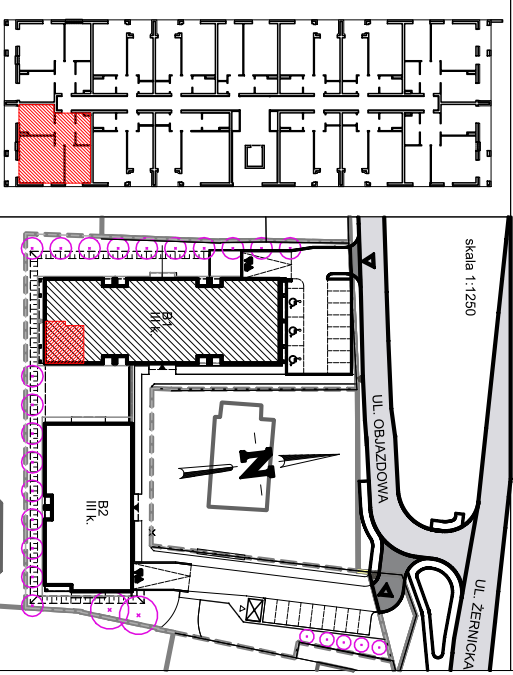 skala 1:1250
B1
III k.
UL. OBJAZDOWA
N
B2
III k.
UL. ŻERNICKA